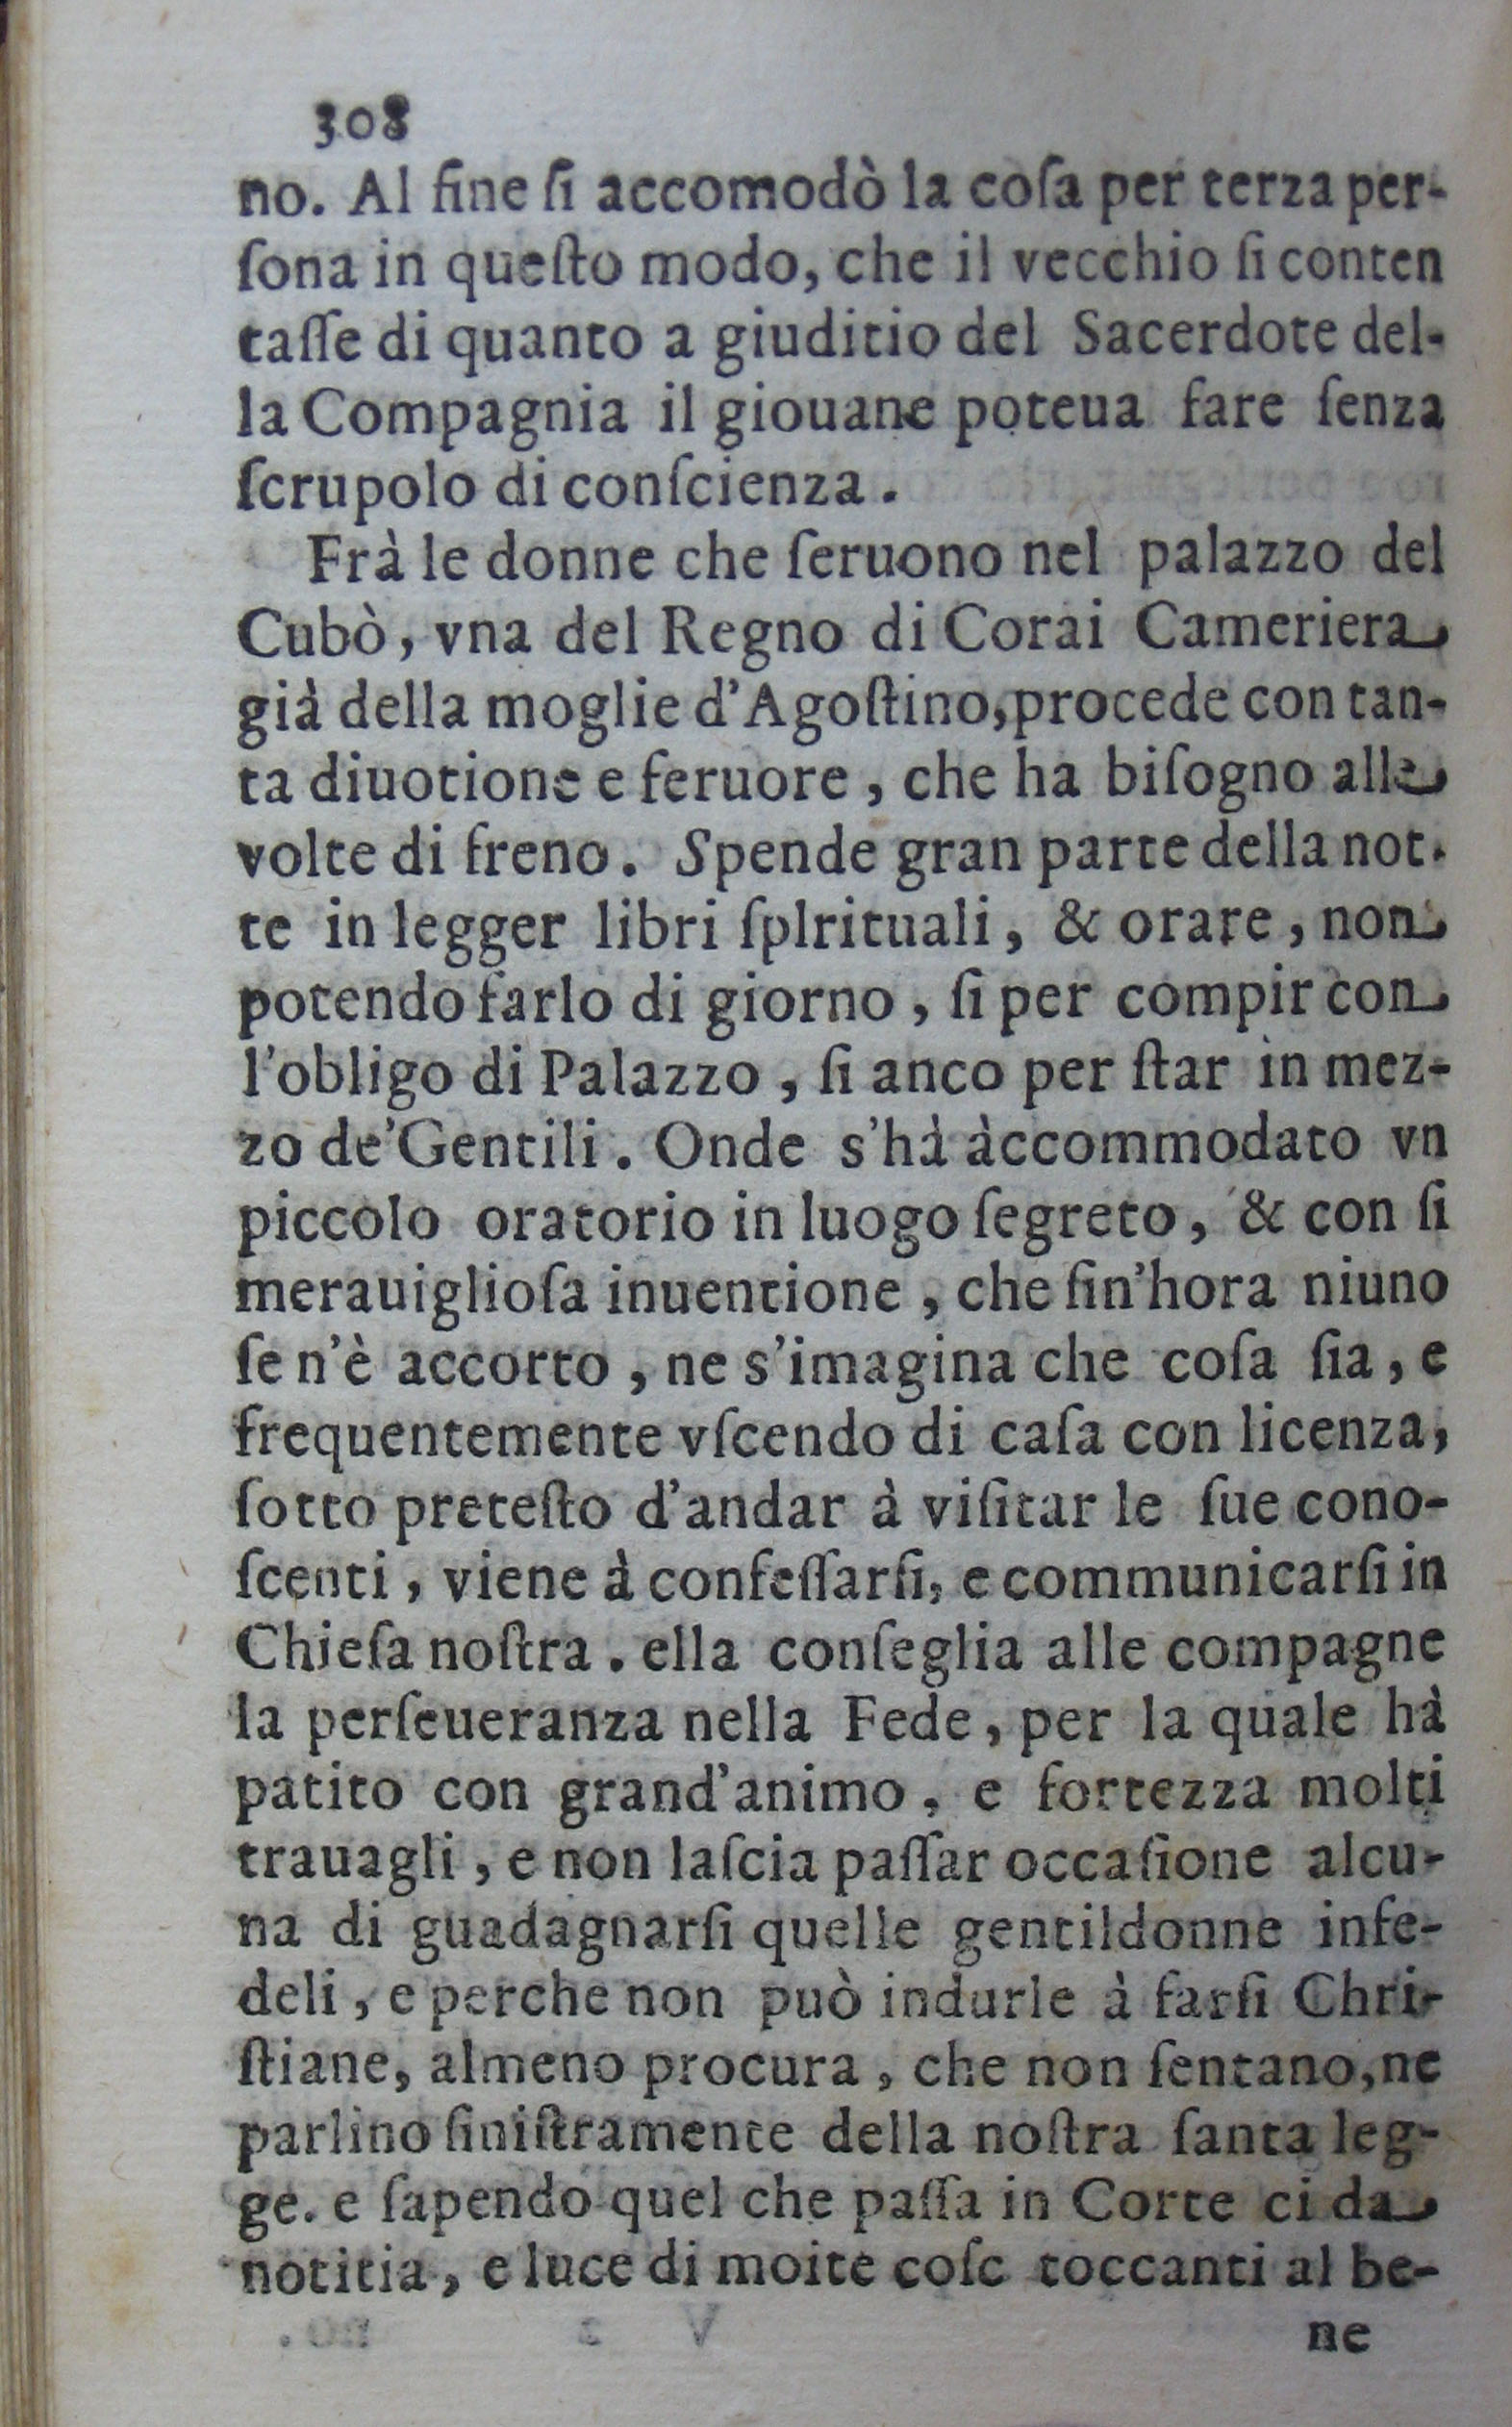 308
no. Al fine ſi accomodò la coſa per terza per-
ſona in queſto modo, che il vecchio ſi conten
taſſe di quanto a giuditio del Sacerdote del-
la Compagnia il giouane poteua fare ſenza
ſcrupolo di conſcienza.
Frà le donne che ſeruono nel palazzo del
Cubò, vna del Regno di Corai Cameriera
già della moglie d'Agoſtino, procede con tan-
ta diuotione e feruore, che ha biſogno alle
volte di freno. Spende gran parte della not-
te in legger libri ſplrituali, & orare, non
potendo farlo di giorno, ſi per compir con
l'obligo di Palazzo, ſi anco per ſtar in mez-
zo de'Gentili. Onde s'hà àccommodato vn
piccolo oratorio in luogo ſegreto, & con ſi
merauiglioſa inuentione, che fin'hora niuno
ſe n'è accorto, ne s'imagina che coſa ſia, e
frequentemente vſcendo di caſa con licenza,
ſotto preteſto d'andar à viſitar le ſue cono-
ſcenti, viene à confeſſarſi, e communicarſi in
Chieſa noſtra. ella conſeglia alle compagne
la perſeueranza nella Fede, per la quale hà
patito con grand'animo, e fortezza molti
trauagli, e non laſcia paſſar occaſione alcu-
na di guadagnarſi quelle gentildonne infe-
deli, e perche non può indurle à farſi Chri-
ſtiane, almeno procura, che non ſentano, ne
parlino ſiniſtramente della noſtra ſanta leg-
ge. e ſapendo quel che paſſa in Corte ci da
notitia, e luce di moite coſc toccanti al be-
ne